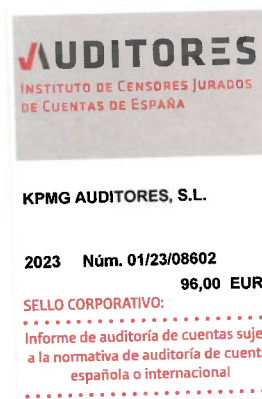 AUDITORES
INSTITUTO DE CENSORES JURADOS
DE CUENTAS DE ESPAÑA
KPMG AUDITORES, S.L.
2023 Núm. 01/23/08602
96,00 EUR
SELLO CORPORATIVO:
Informe de auditoría de cuentas suje
a la normativa de auditoría de cuent
española o internacional